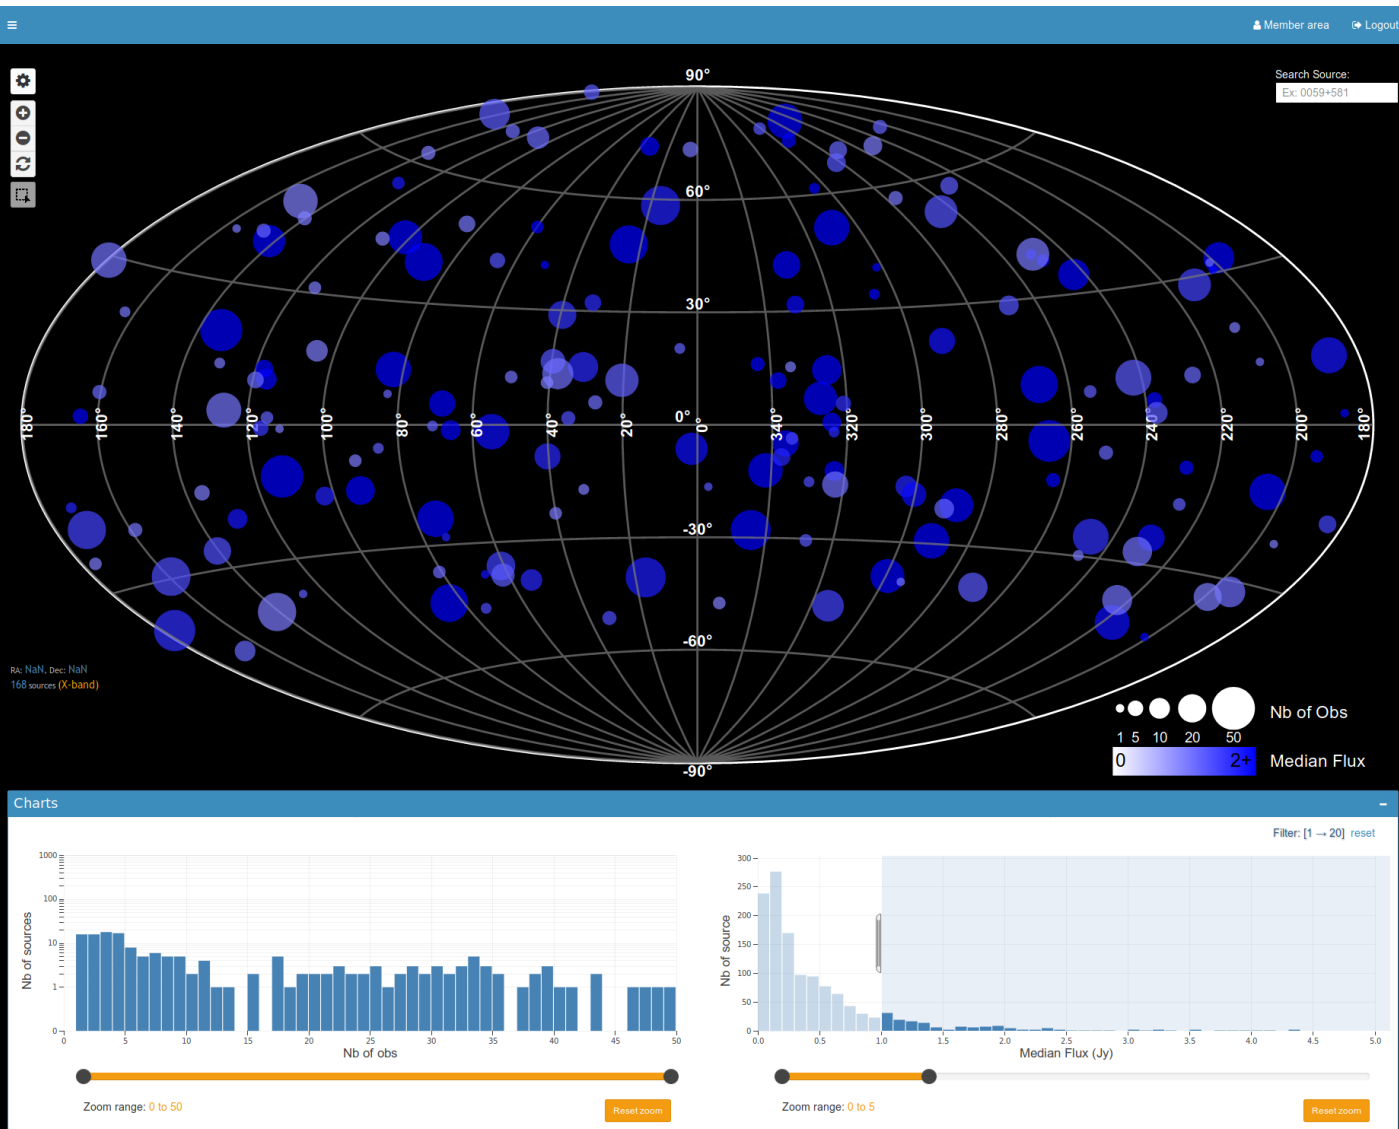 Member area
Logout
Search Source:
Ex: 0059+581
90°
60°
30°
0°
-30°
-60°
-90°
180°
160°
140°
120°
100°
80°
60°
40°
20°
0°
340°
320°
300°
280°
260°
240°
220°
200°
180°
RA: NaN, Dec: NaN
168 sources (X-band)
Nb of Obs
1 5 10 20 50
0 2+
Median Flux
Charts
Filter: [1 → 20] reset
1000
100
10
1
0
Nb of sources
0 5 10 15 20 25 30 35 40 45 50
Nb of obs
Zoom range: 0 to 50
Reset zoom
300
250
200
150
100
50
0
Nb of source
0.0 0.5 1.0 1.5 2.0 2.5 3.0 3.5 4.0 4.5 5.0
Median Flux (Jy)
Zoom range: 0 to 5
Reset zoom